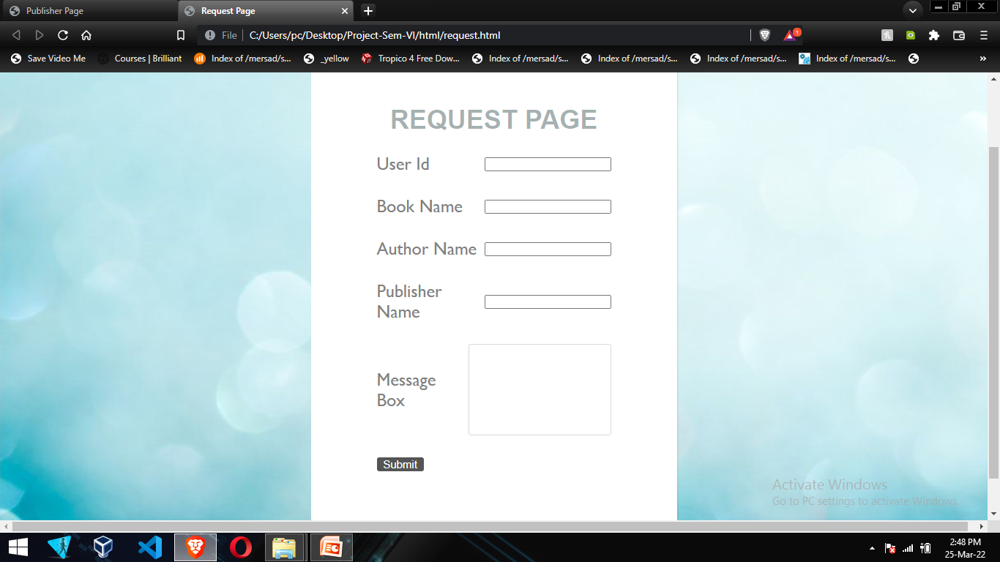 Publisher Page
Request Page
File
C:/Users/pc/Desktop/Project-Sem-VI/html/request.html
1
Save Video Me
Courses | Brilliant
Index of /mersad/s...
_yellow
Tropico 4 Free Dow...
Index of /mersad/s...
Index of /mersad/s...
Index of /mersad/s...
Index of /mersad/s...
»
REQUEST PAGE
User Id
Book Name
Author Name
Publisher
Name
Message
Box
Submit
Activate Windows
Go to PC settings to activate Windows.
2:48 PM
25-Mar-22